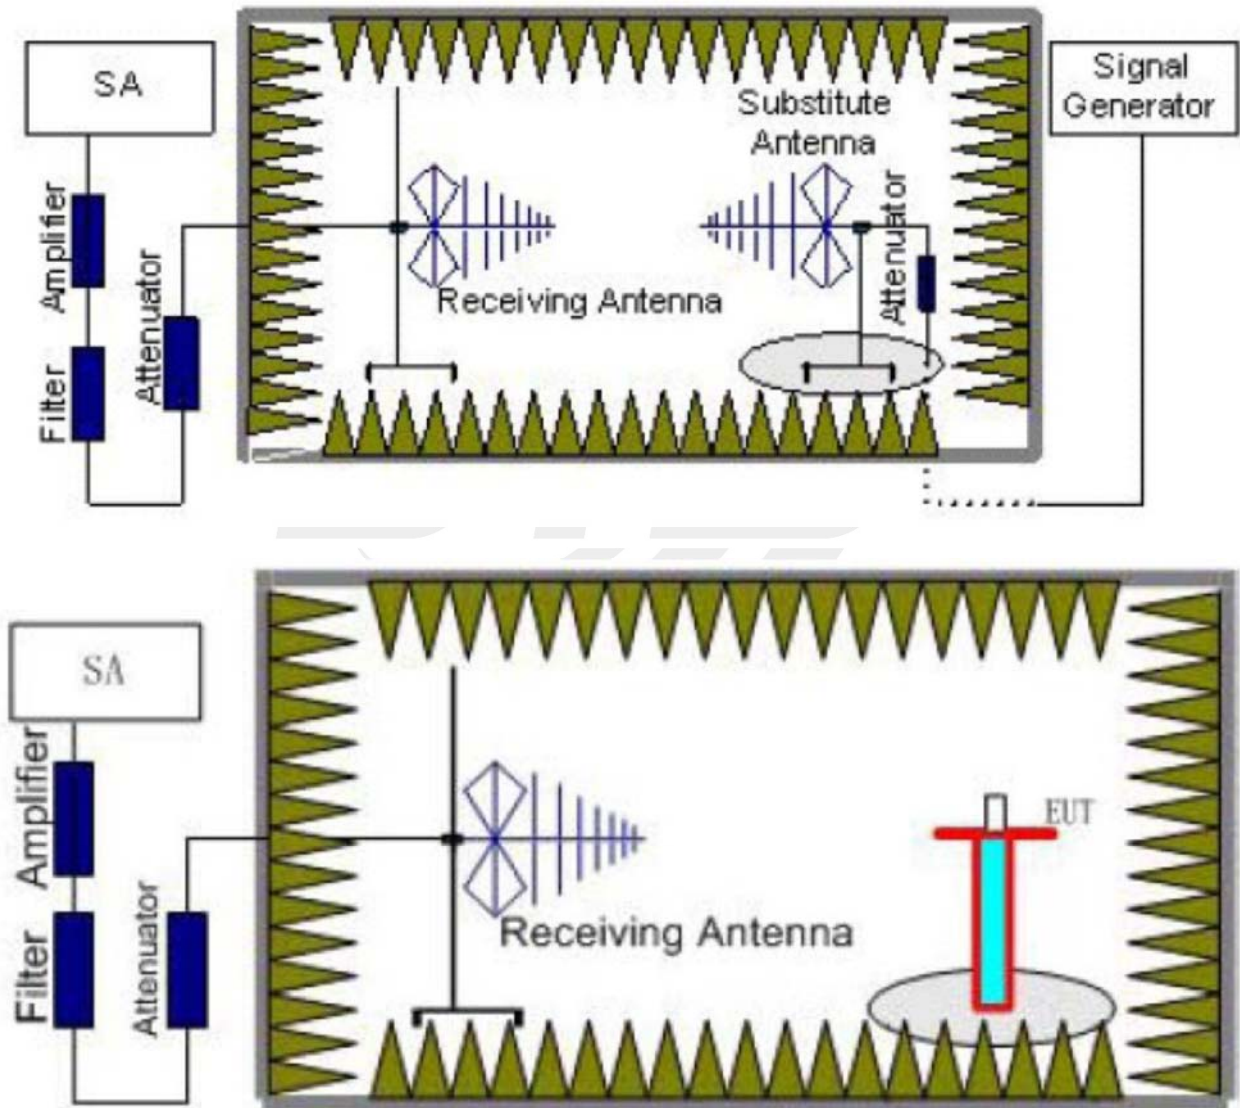 SA
Signal
Generator
Substitute
Antenna
Amplifier
Attenuator
Attenuator
Receiving Antenna
Filter
SA
Amplifier
EUT
Attenuator
Receiving Antenna
Filter